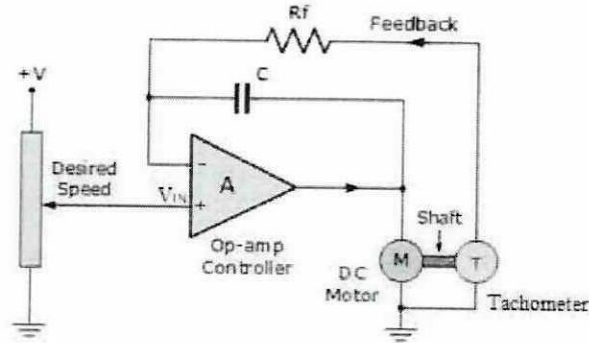 Rf
Feedback
C
+V
Desired
Speed
VIN
−
A
+
Op-amp
Controller
Shaft
M
T
DC
Motor
Tachometer